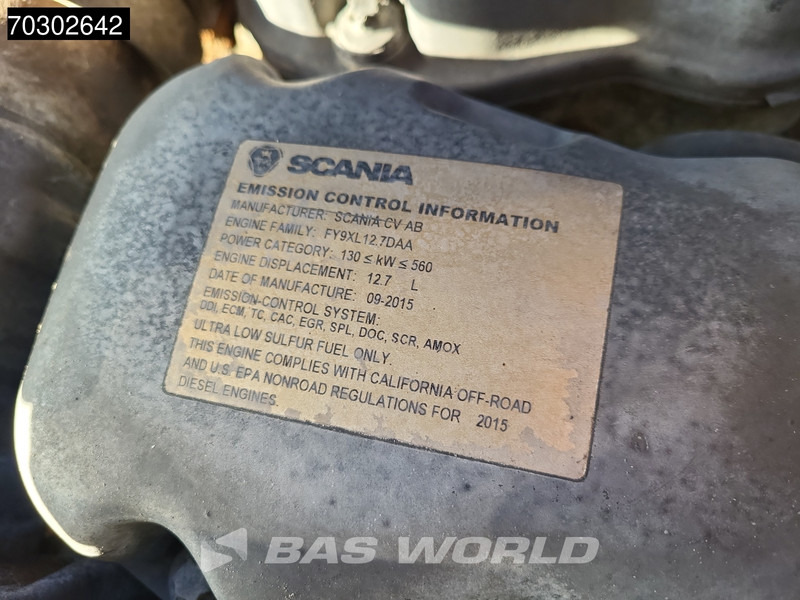 70302642
SCANIA
EMISSION CONTROL INFORMATION
MANUFACTURER: SCANIA CV AB
ENGINE FAMILY: FY9XL12.7DAA
POWER CATEGORY: 130 ≤ kW ≤ 560
ENGINE DISPLACEMENT: 12.7 L
DATE OF MANUFACTURE: 09-2015
EMISSION-CONTROL SYSTEM:
DDI, ECM, TC, CAC, EGR, SPL, DOC, SCR, AMOX
ULTRA LOW SULFUR FUEL ONLY.
THIS ENGINE COMPLIES WITH CALIFORNIA OFF-ROAD
AND U.S. EPA NONROAD REGULATIONS FOR 2015
DIESEL ENGINES.
BAS WORLD